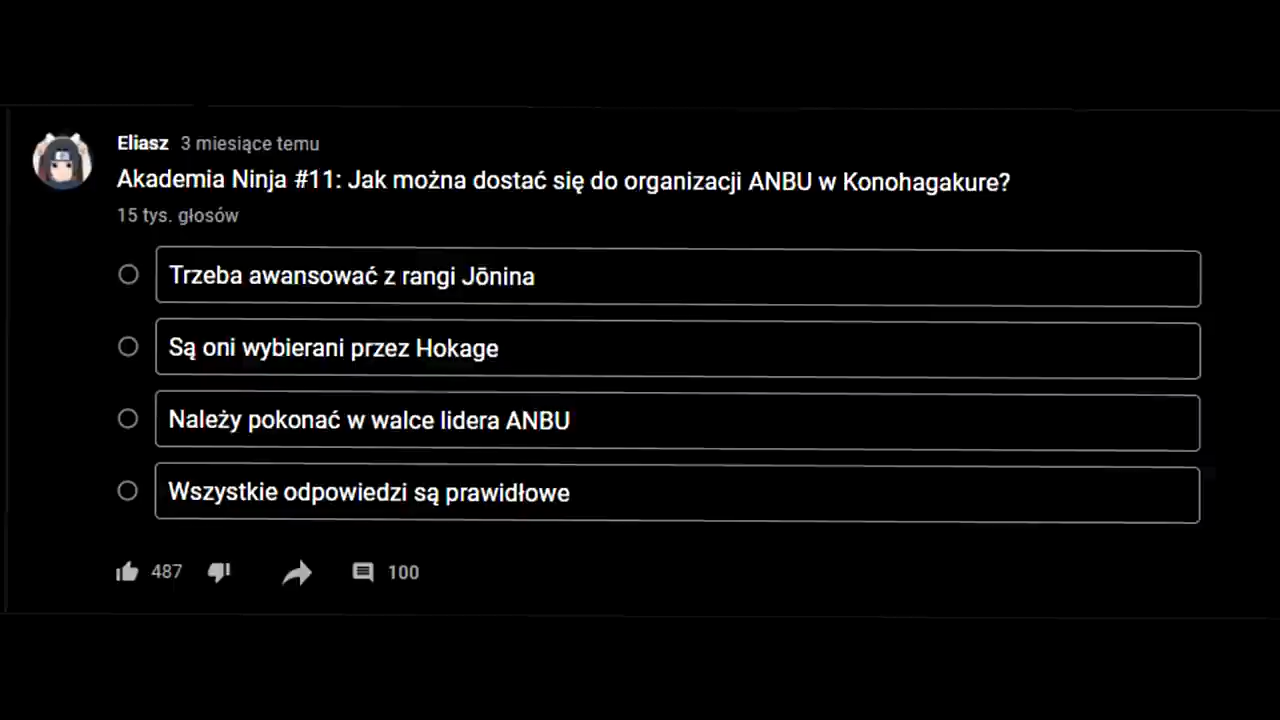 Eliasz 3 miesiące temu
Akademia Ninja #11: Jak można dostać się do organizacji ANBU w Konohagakure?
15 tys. głosów
Trzeba awansować z rangi Jōnina
Są oni wybierani przez Hokage
Należy pokonać w walce lidera ANBU
Wszystkie odpowiedzi są prawidłowe
487 100